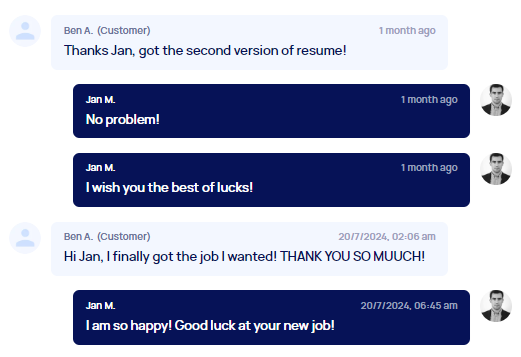 Ben A. (Customer) 1 month ago
Thanks Jan, got the second version of resume!
Jan M. 1 month ago
No problem!
Jan M. 1 month ago
I wish you the best of lucks!
Ben A. (Customer) 20/7/2024, 02:06 am
Hi Jan, I finally got the job I wanted! THANK YOU SO MUUCH!
Jan M. 20/7/2024, 06:45 am
I am so happy! Good luck at your new job!